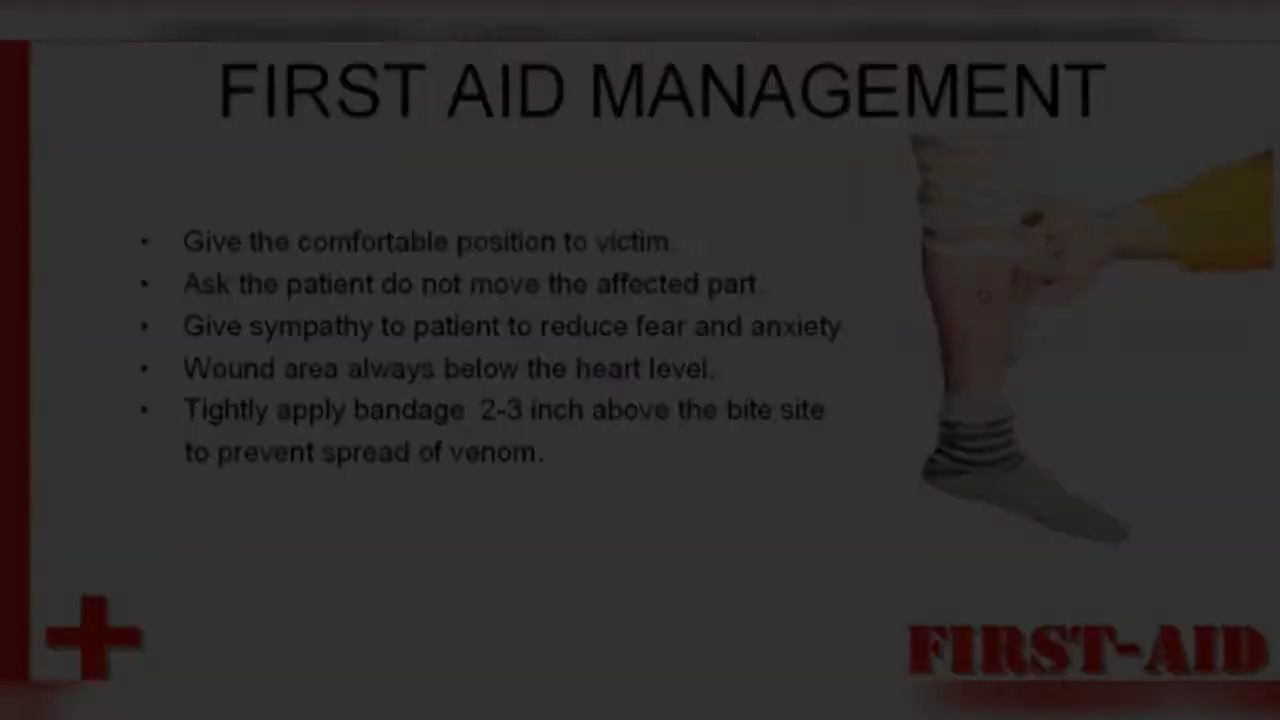 FIRST AID MANAGEMENT
• Give the comfortable position to victim.
• Ask the patient do not move the affected part.
• Give sympathy to patient to reduce fear and anxiety
• Wound area always below the heart level.
• Tightly apply bandage 2-3 inch above the bite site
to prevent spread of venom.
FIRST-AID